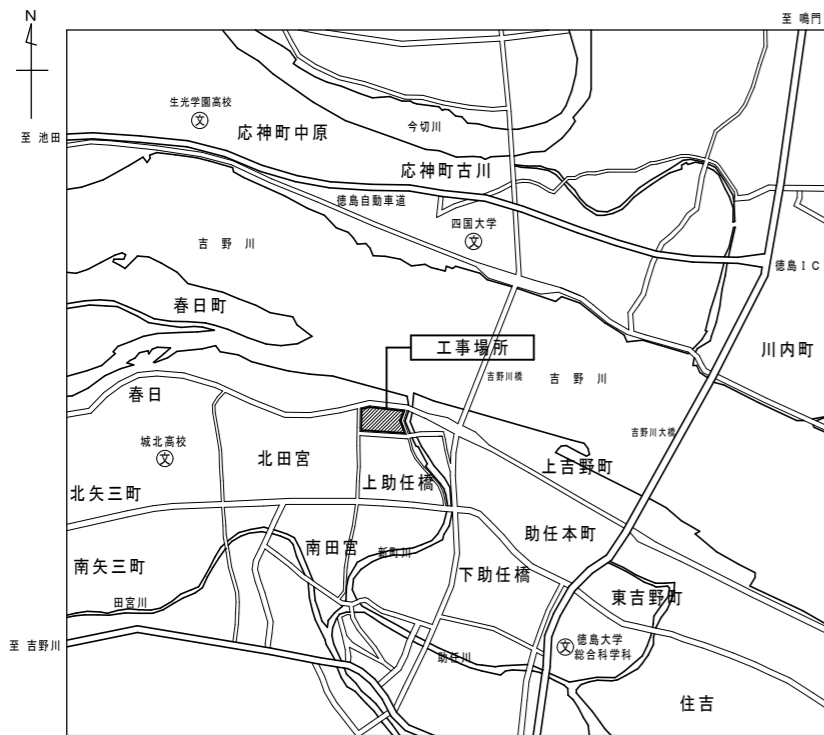 N
至 鳴門
生光学園高校
文
至 池田
応神町中原
今切川
応神町古川
徳島自動車道
四国大学
文
吉 野 川
徳島ＩＣ
春日町
工事場所
川内町
吉野川橋
吉 野 川
春日
吉野川大橋
城北高校
文
北田宮
上吉野町
上助任橋
北矢三町
助任本町
南田宮
新町川
南矢三町
下助任橋
田宮川
東吉野町
至 吉野川
文
徳島大学
総合科学科
助任川
住吉